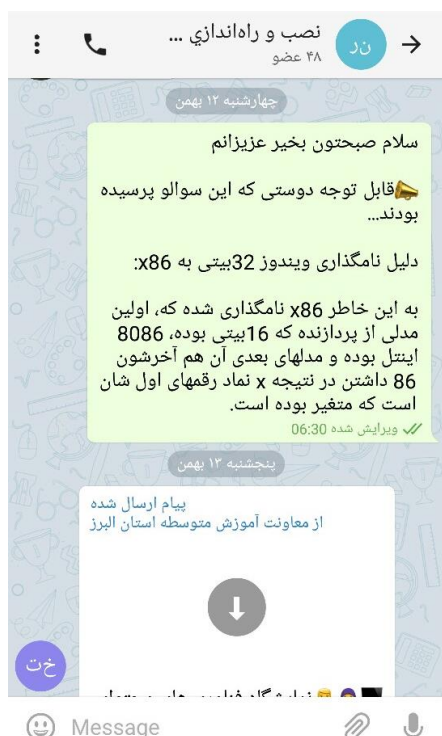 نصب و راه‌اندازي ...
۴۸ عضو
نر
چهارشنبه ۱۲ بهمن
سلام صبحتون بخیر عزیزانم
📣قابل توجه دوستی که این سوالو پرسیده
بودند...
دلیل نامگذاری ویندوز 32بیتی به x86:
به این خاطر x86 نامگذاری شده که، اولین
مدلی از پردازنده که 16بیتی بوده، 8086
اینتل بوده و مدلهای بعدی آن هم آخرشون
86 داشتن در نتیجه x نماد رقمهای اول شان
است که متغیر بوده است.
ویرایش شده 06:30
پنجشنبه ۱۳ بهمن
پیام ارسال شده
از معاونت آموزش متوسطه استان البرز
خت
Message